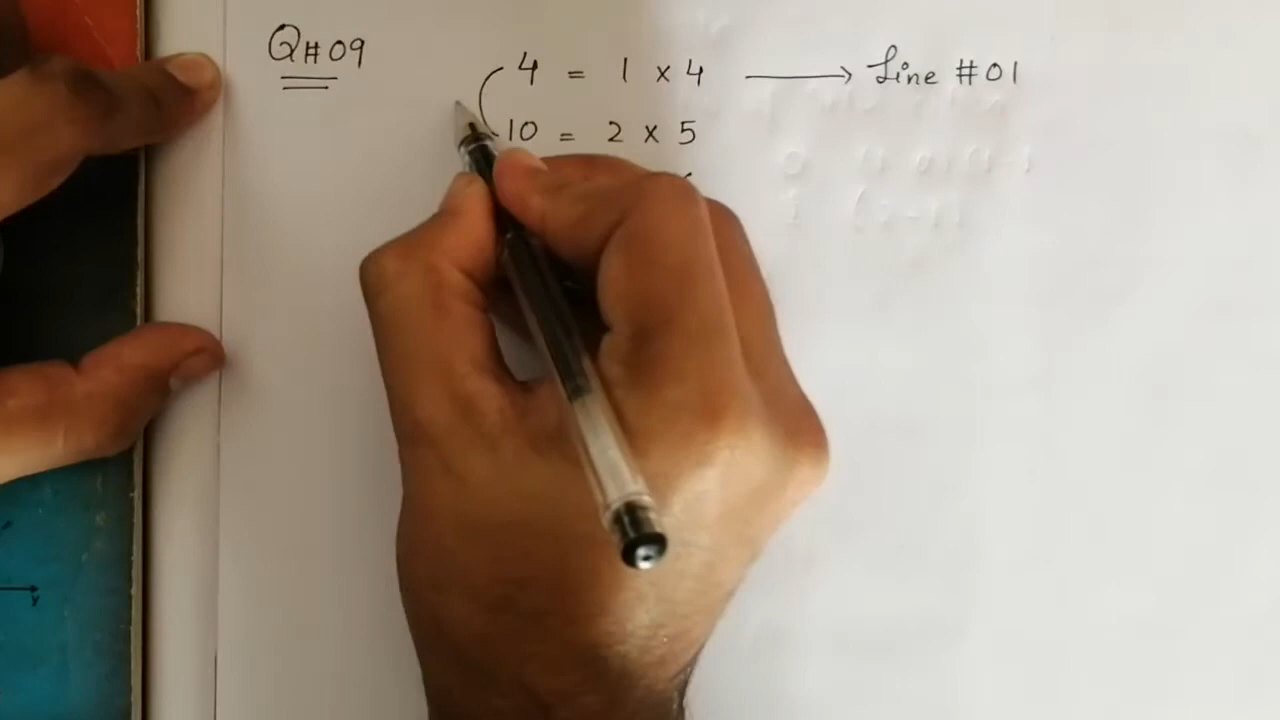 Q#09
4 = 1 x 4 ⟶ Line #01
10 = 2 x 5
y